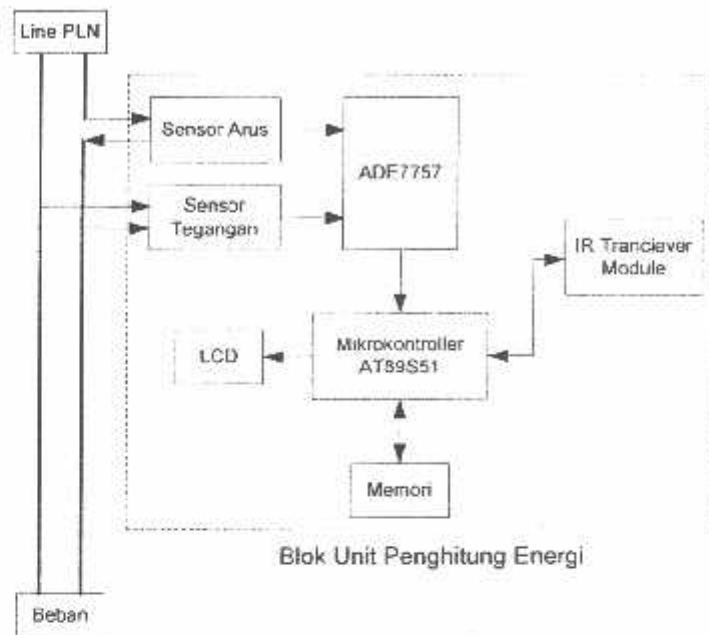 Line PLN
Sensor Arus
ADE7757
Sensor
Tegangan
IR Tranciever
Module
LCD
Mikrokontroller
AT89S51
Memori
Blok Unit Penghitung Energi
Beban